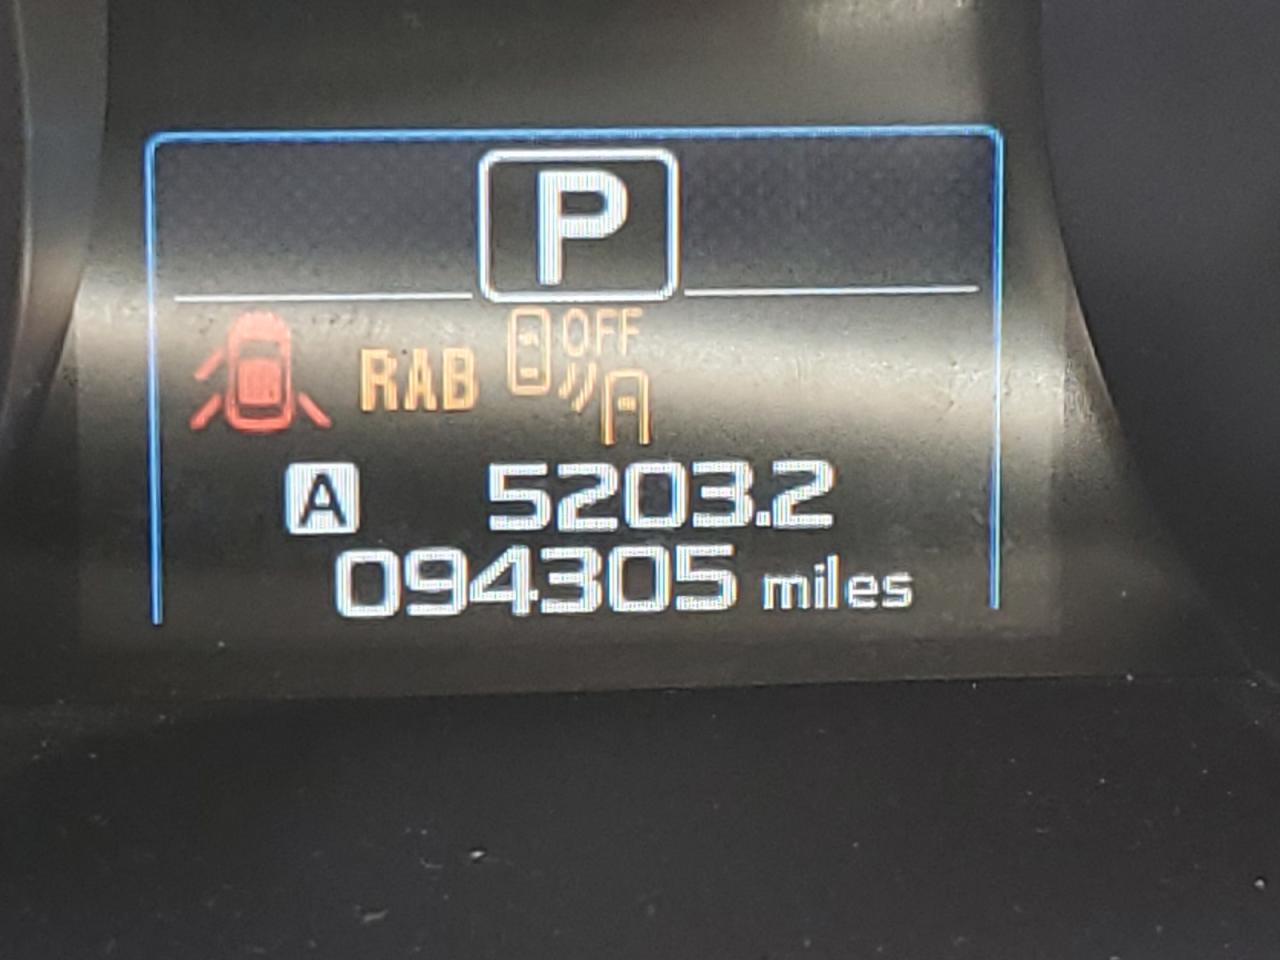 P
RAB OFF
A 5203.2
094305 miles